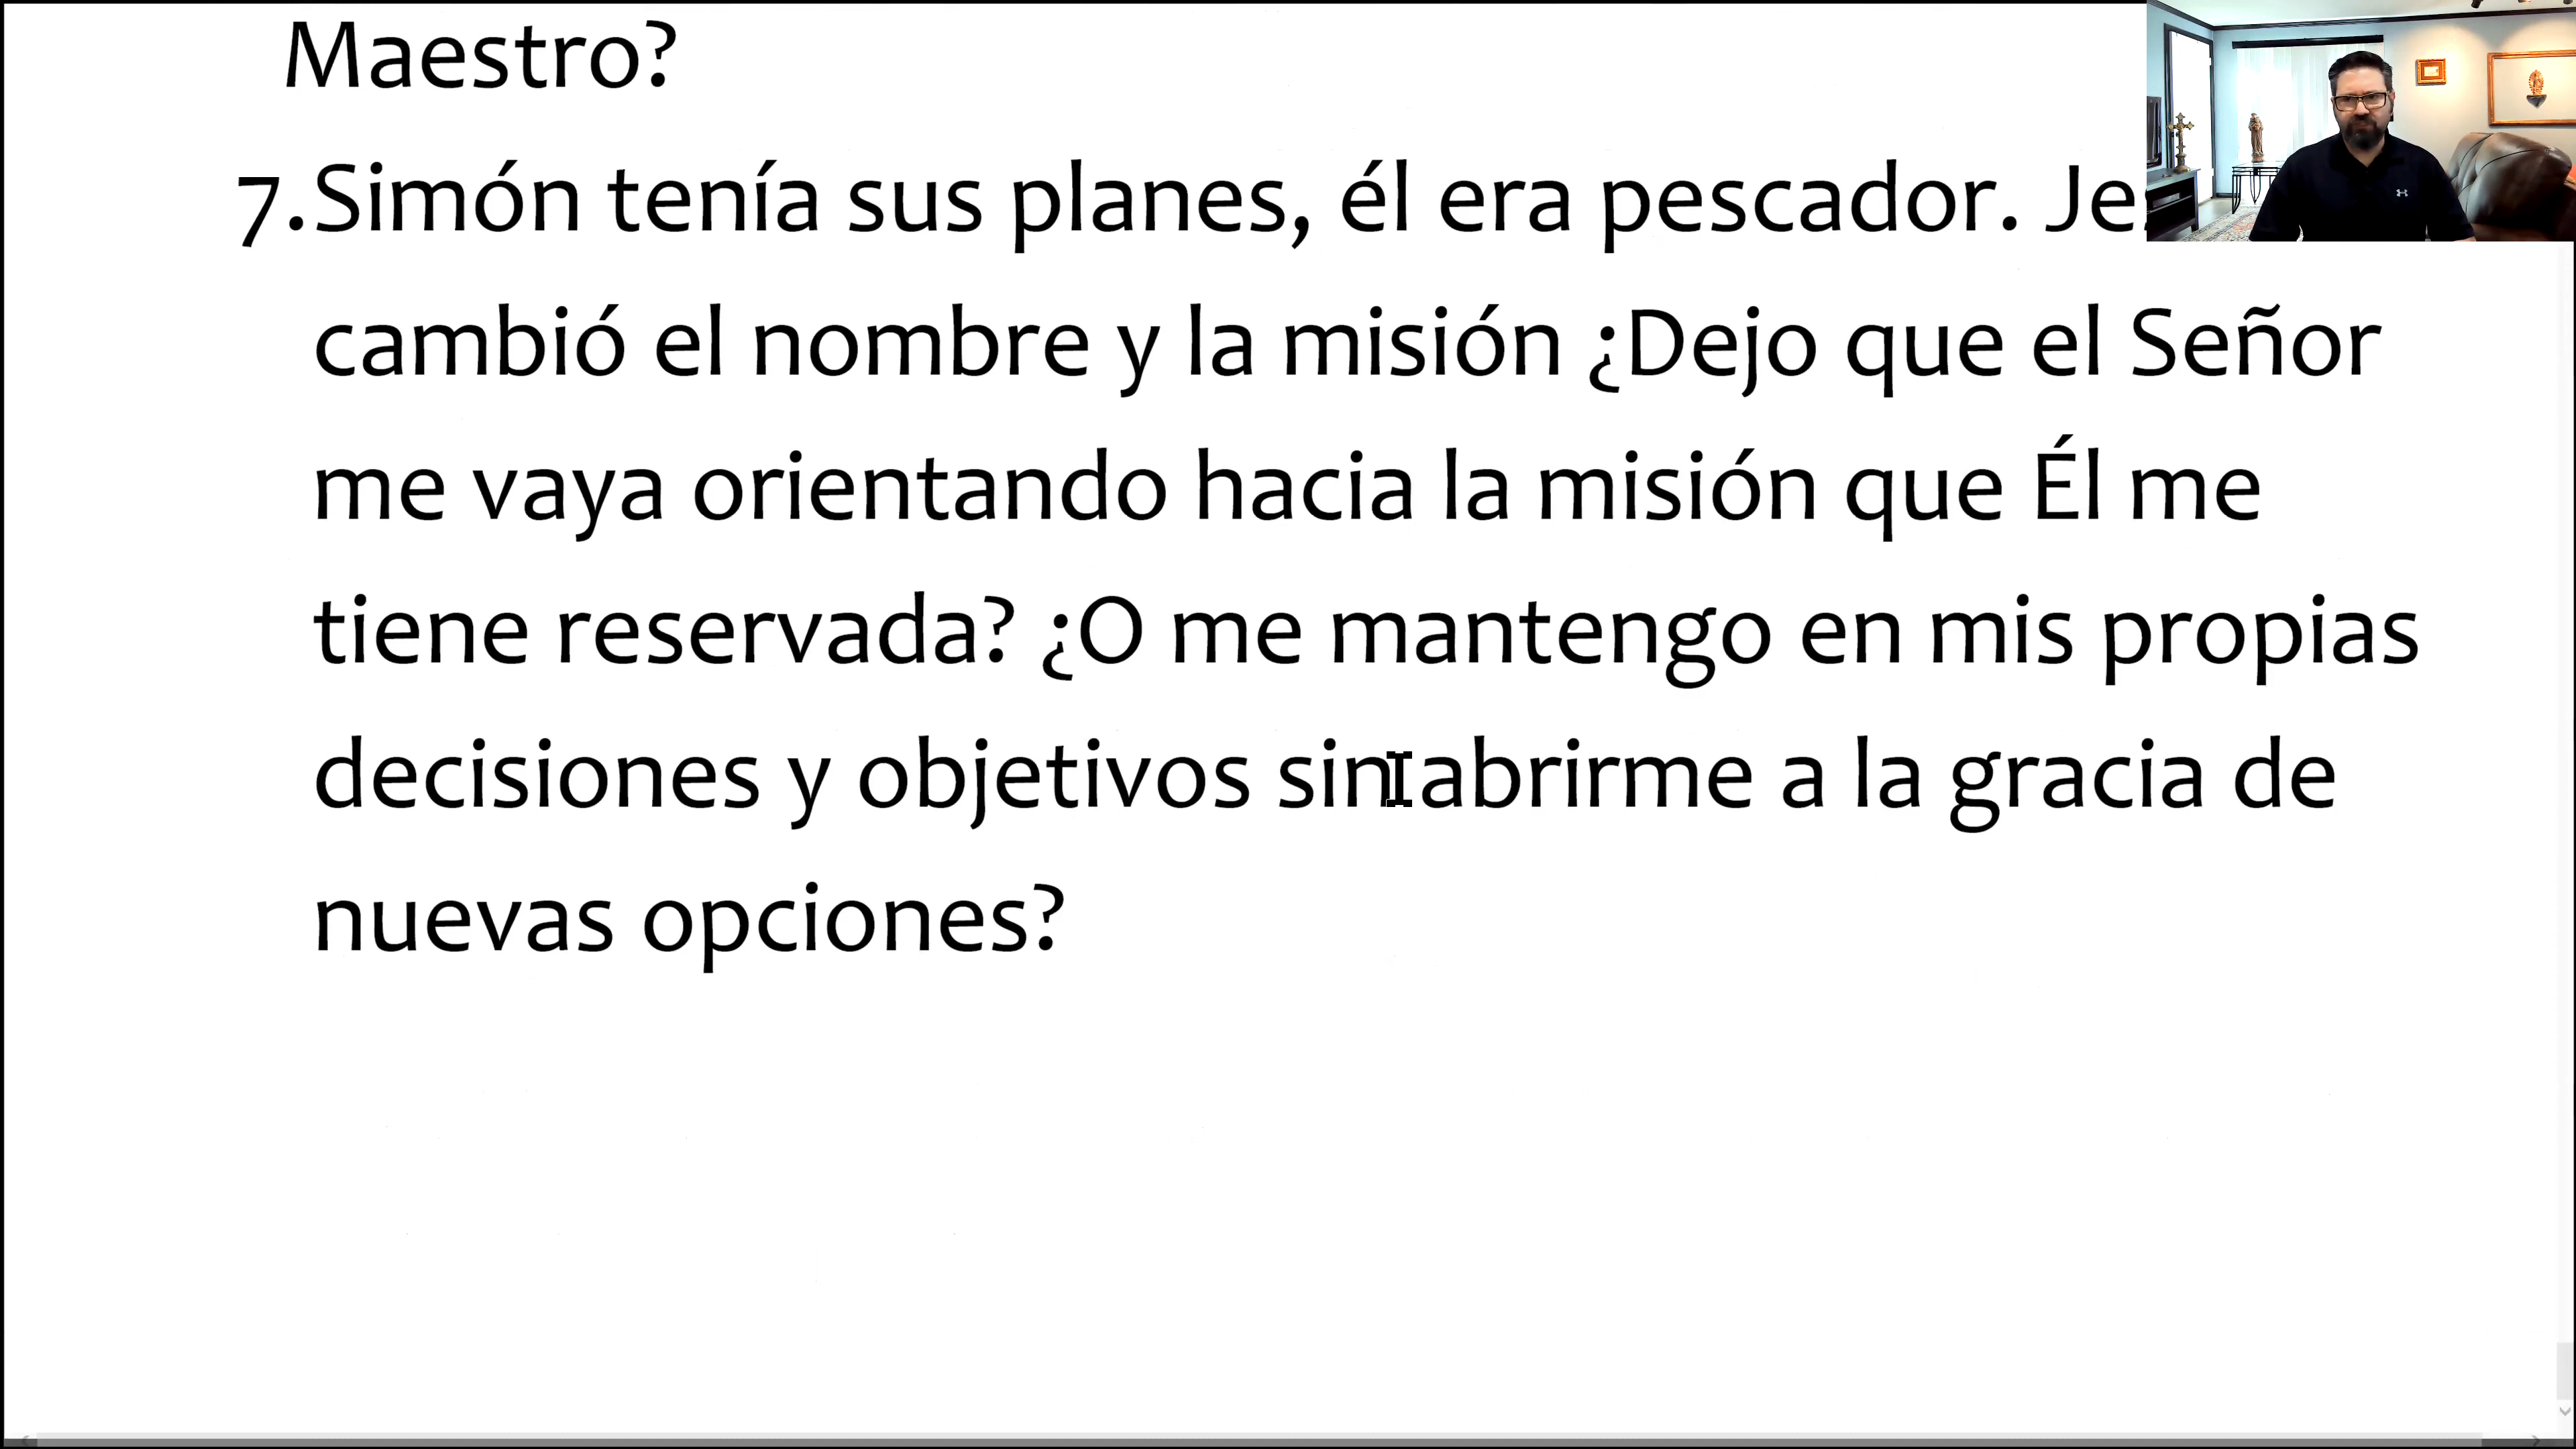 Maestro?
7. Simón tenía sus planes, él era pescador.
cambió el nombre y la misión ¿Dejo que el Señor
me vaya orientando hacia la misión que Él me
tiene reservada? ¿O me mantengo en mis propias
decisiones y objetivos sin abrirme a la gracia de
nuevas opciones?